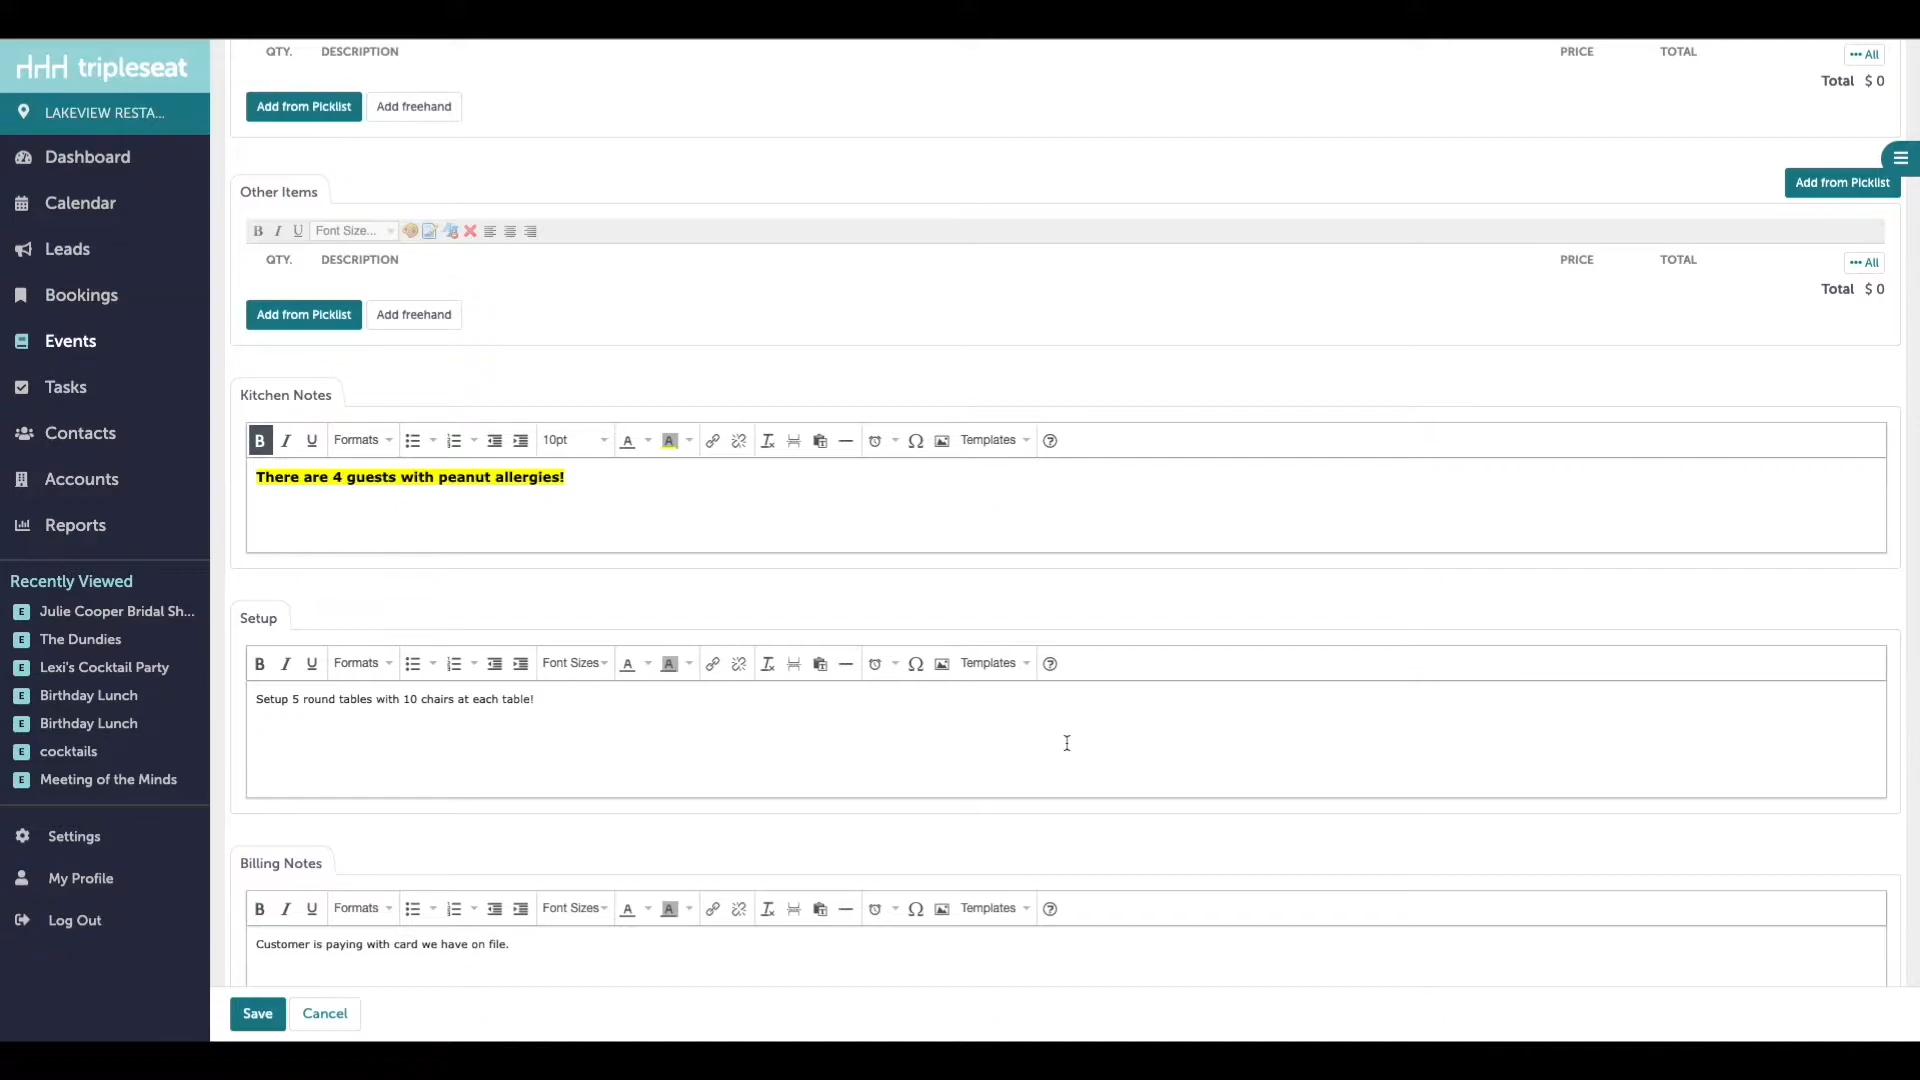 tripleseat
LAKEVIEW RESTA...
Dashboard
Calendar
Leads
Bookings
Events
Tasks
Contacts
Accounts
Reports
Recently Viewed
E Julie Cooper Bridal Sh...
E The Dundies
E Lexi's Cocktail Party
E Birthday Lunch
E Birthday Lunch
E cocktails
E Meeting of the Minds
Settings
My Profile
Log Out
QTY. DESCRIPTION PRICE TOTAL ••• All
Total $ 0
Add from Picklist Add freehand
Add from Picklist
Other Items
B I U Font Size...
QTY. DESCRIPTION PRICE TOTAL ••• All
Total $ 0
Add from Picklist Add freehand
Kitchen Notes
B I U Formats 10pt A A Ω Templates ?
There are 4 guests with peanut allergies!
Setup
B I U Formats Font Sizes A A Ω Templates ?
Setup 5 round tables with 10 chairs at each table!
Billing Notes
B I U Formats Font Sizes A A Ω Templates ?
Customer is paying with card we have on file.
Save Cancel